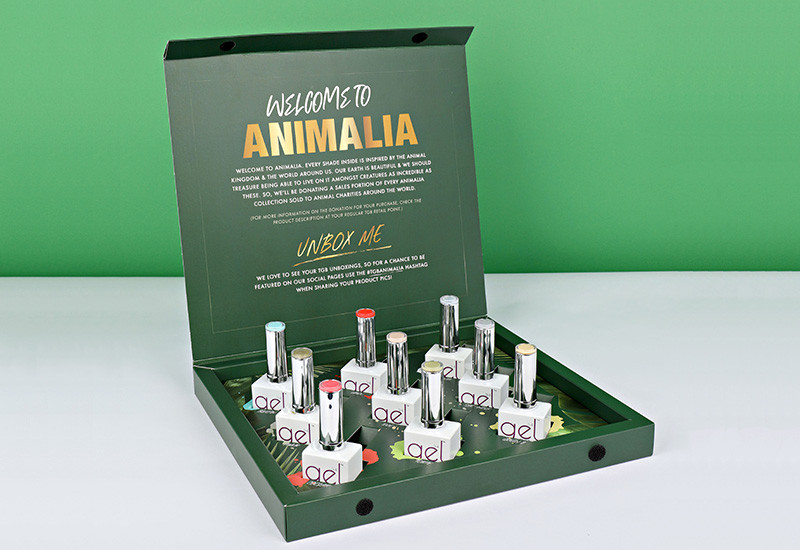 WELCOME TO
ANIMALIA
WELCOME TO ANIMALIA. EVERY SHADE INSIDE IS INSPIRED BY THE ANIMAL
KINGDOM & THE WORLD AROUND US. OUR EARTH IS BEAUTIFUL & WE SHOULD
TREASURE BEING ABLE TO LIVE ON IT AMONGST CREATURES AS INCREDIBLE AS
THESE. SO, WE'LL BE DONATING A SALES PORTION OF EVERY ANIMALIA
COLLECTION SOLD TO ANIMAL CHARITIES AROUND THE WORLD.
(FOR MORE INFORMATION ON THE DONATION FOR YOUR PURCHASE, CHECK THE
PRODUCT DESCRIPTION AT YOUR REGULAR TGB RETAIL POINT.)
UNBOX ME
WE LOVE TO SEE YOUR TGB UNBOXINGS, SO FOR A CHANCE TO BE
FEATURED ON OUR SOCIAL PAGES USE THE #TGBANIMALIA HASHTAG
WHEN SHARING YOUR PRODUCT PICS!
gel
gel
gel
gel
gel
gel
gel
gel
gel